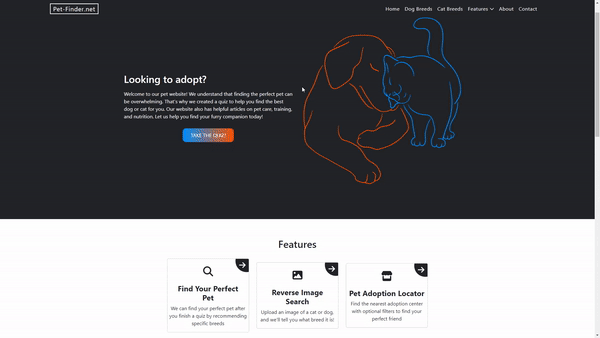 Pet-Finder.net
Home Dog Breeds Cat Breeds Features About Contact
Looking to adopt?
Welcome to our pet website! We understand that finding the perfect pet can
be overwhelming. That's why we created a quiz to help you find the best
dog or cat for you. Our website also has helpful articles on pet care, training,
and nutrition. Let us help you find your furry companion today!
TAKE THE QUIZ!
Features
Find Your Perfect
Pet
We can find your perfect pet after
you finish a quiz by recommending
specific breeds
Reverse Image
Search
Upload an image of a cat or dog,
and we'll tell you what breed it is!
Pet Adoption Locator
Find the nearest adoption center
with optional filters to find your
perfect friend